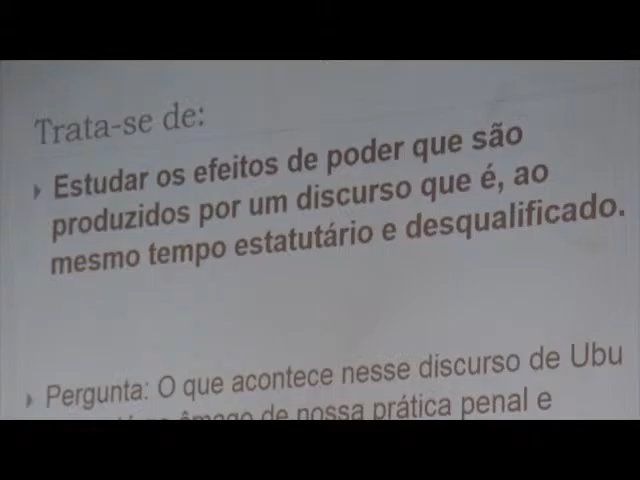 Trata-se de:
Estudar os efeitos de poder que são
produzidos por um discurso que é, ao
mesmo tempo estatutário e desqualificado.
Pergunta: O que acontece nesse discurso de Ubu
âmago de nossa prática penal e